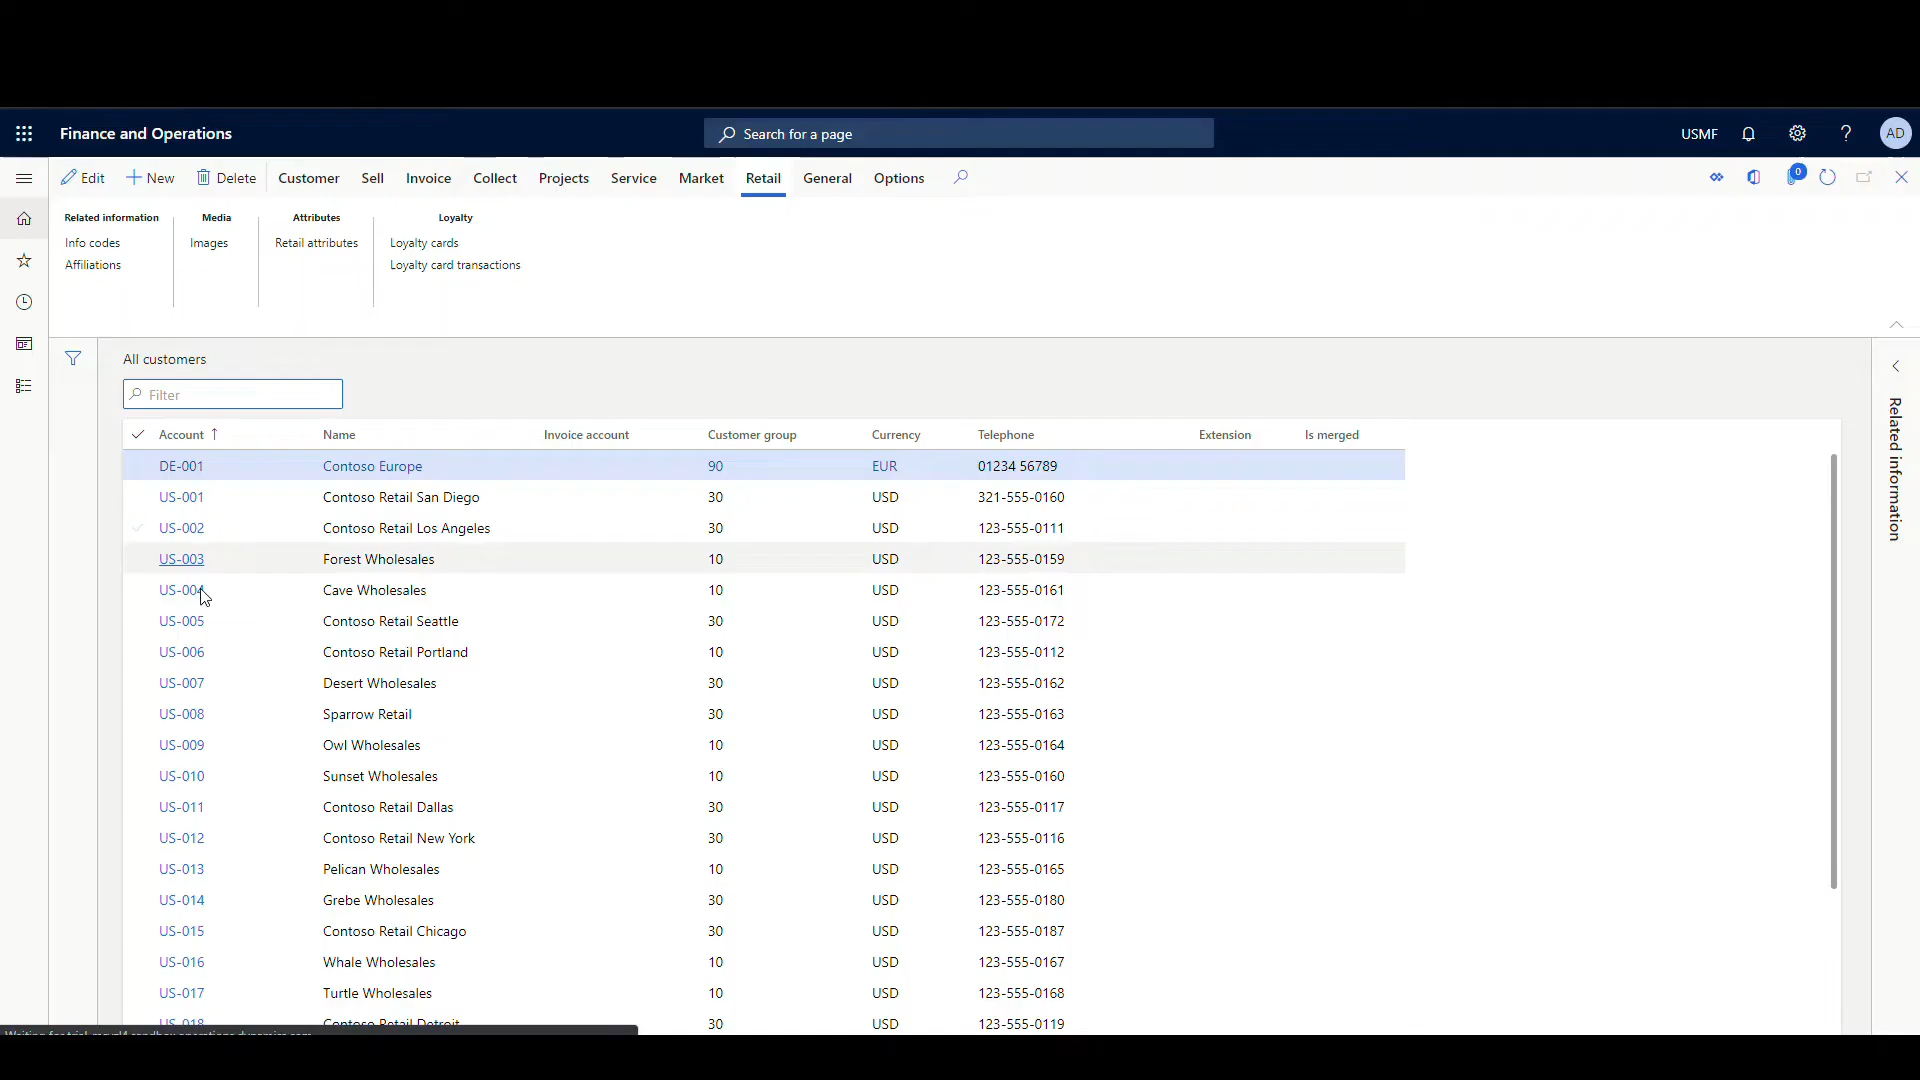 Finance and Operations
Search for a page
USMF
AD
Edit
New
Delete
Customer
Sell
Invoice
Collect
Projects
Service
Market
Retail
General
Options
0
Related information
Media
Attributes
Loyalty
Info codes
Images
Retail attributes
Loyalty cards
Affiliations
Loyalty card transactions
All customers
Filter
Related information
Account Name Invoice account Customer group Currency Telephone Extension Is merged
DE-001 Contoso Europe 90 EUR 01234 56789
US-001 Contoso Retail San Diego 30 USD 321-555-0160
US-002 Contoso Retail Los Angeles 30 USD 123-555-0111
US-003 Forest Wholesales 10 USD 123-555-0159
US-004 Cave Wholesales 10 USD 123-555-0161
US-005 Contoso Retail Seattle 30 USD 123-555-0172
US-006 Contoso Retail Portland 10 USD 123-555-0112
US-007 Desert Wholesales 30 USD 123-555-0162
US-008 Sparrow Retail 30 USD 123-555-0163
US-009 Owl Wholesales 10 USD 123-555-0164
US-010 Sunset Wholesales 10 USD 123-555-0160
US-011 Contoso Retail Dallas 30 USD 123-555-0117
US-012 Contoso Retail New York 30 USD 123-555-0116
US-013 Pelican Wholesales 10 USD 123-555-0165
US-014 Grebe Wholesales 30 USD 123-555-0180
US-015 Contoso Retail Chicago 30 USD 123-555-0187
US-016 Whale Wholesales 10 USD 123-555-0167
US-017 Turtle Wholesales 10 USD 123-555-0168
US-018 Contoso Retail Detroit 30 USD 123-555-0119